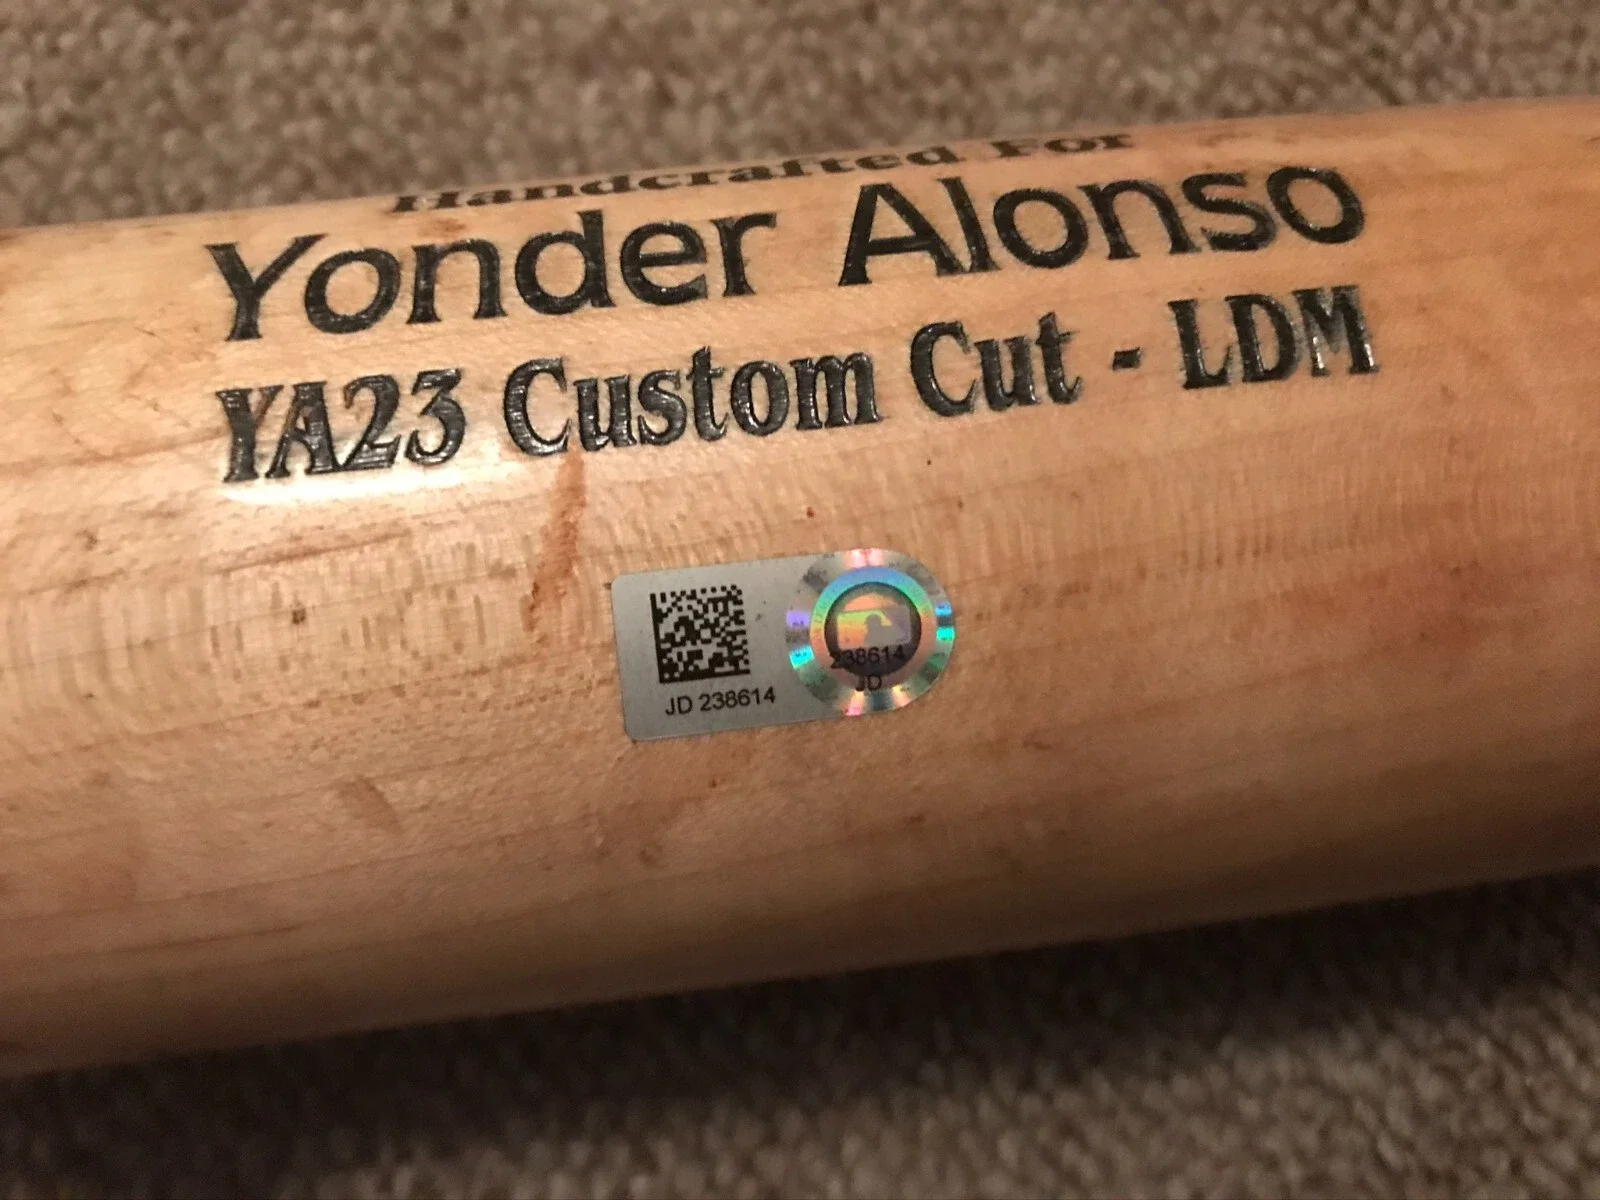 Handcrafted For
Yonder Alonso
YA23 Custom Cut - LDM
JD 238614
238614
JD